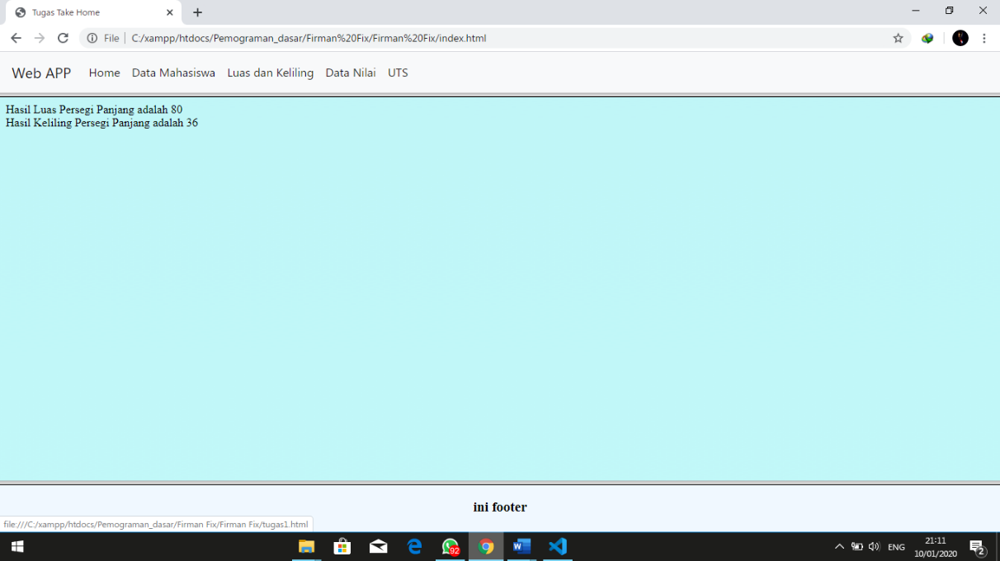 Tugas Take Home
File
C:/xampp/htdocs/Pemograman_dasar/Firman%20Fix/Firman%20Fix/index.html
Web APP Home Data Mahasiswa Luas dan Keliling Data Nilai UTS
Hasil Luas Persegi Panjang adalah 80
Hasil Keliling Persegi Panjang adalah 36
ini footer
file:///C:/xampp/htdocs/Pemograman_dasar/Firman Fix/Firman Fix/tugas1.html
92
ENG
21:11
10/01/2020
2